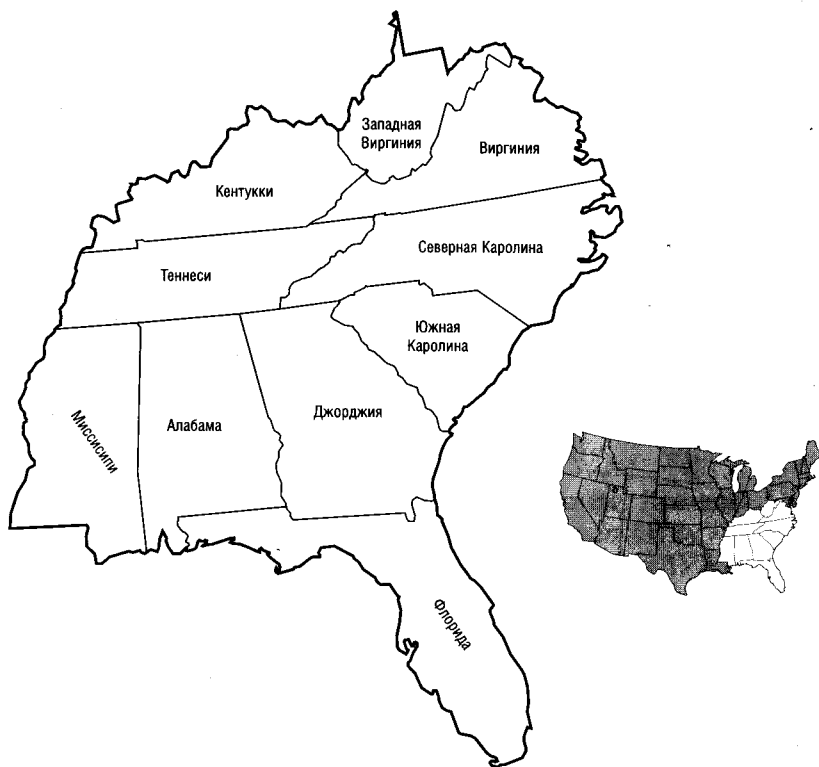 Западная
Виргиния
Виргиния
Кентукки
Северная Каролина
Теннеси
Южная
Каролина
Джорджия
Алабама
Миссисипи
Флорида